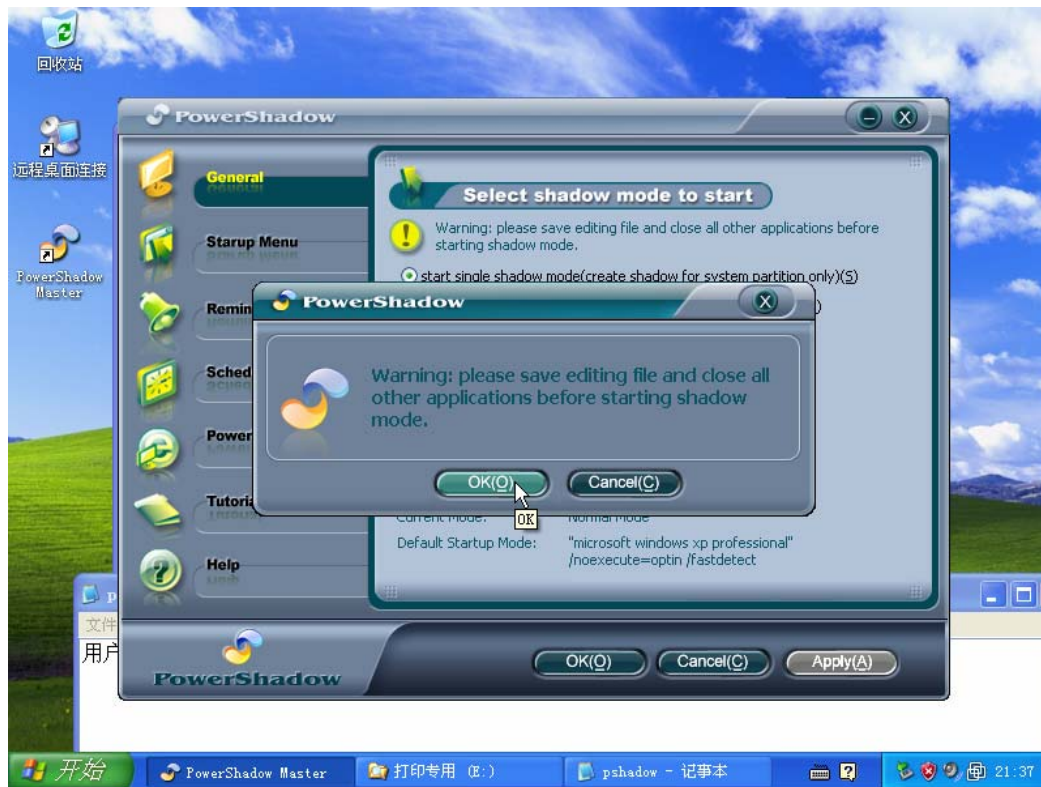 回收站
远程桌面连接
PowerShadow
Master
PowerShadow
General
Starup Menu
Remin
Sched
Power
Tutoria
Help
Select shadow mode to start
Warning: please save editing file and close all other applications before
starting shadow mode.
start single shadow mode(create shadow for system partition only)(S)
PowerShadow
Warning: please save editing file and close all
other applications before starting shadow
mode.
OK(O)
Cancel(C)
OK
Current Mode: Normal Mode
Default Startup Mode: "microsoft windows xp professional"
/noexecute=optin /fastdetect
文件
用户
PowerShadow
OK(O)
Cancel(C)
Apply(A)
开始
PowerShadow Master
打印专用 (E:)
pshadow - 记事本
21:37